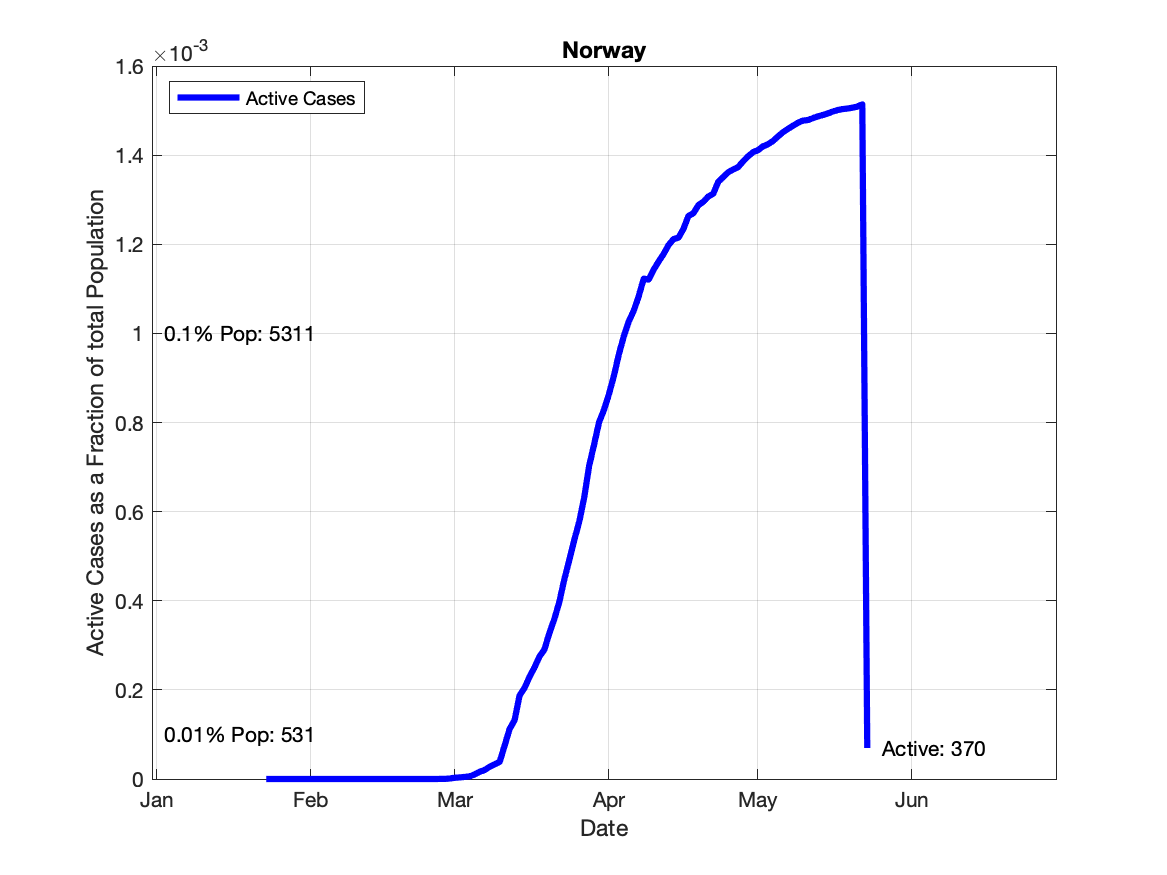 Norway
×10-3
1.6
1.4
1.2
1
0.8
0.6
0.4
0.2
0
Active Cases as a Fraction of total Population
Active Cases
0.1% Pop: 5311
0.01% Pop: 531
Active: 370
Jan Feb Mar Apr May Jun
Date